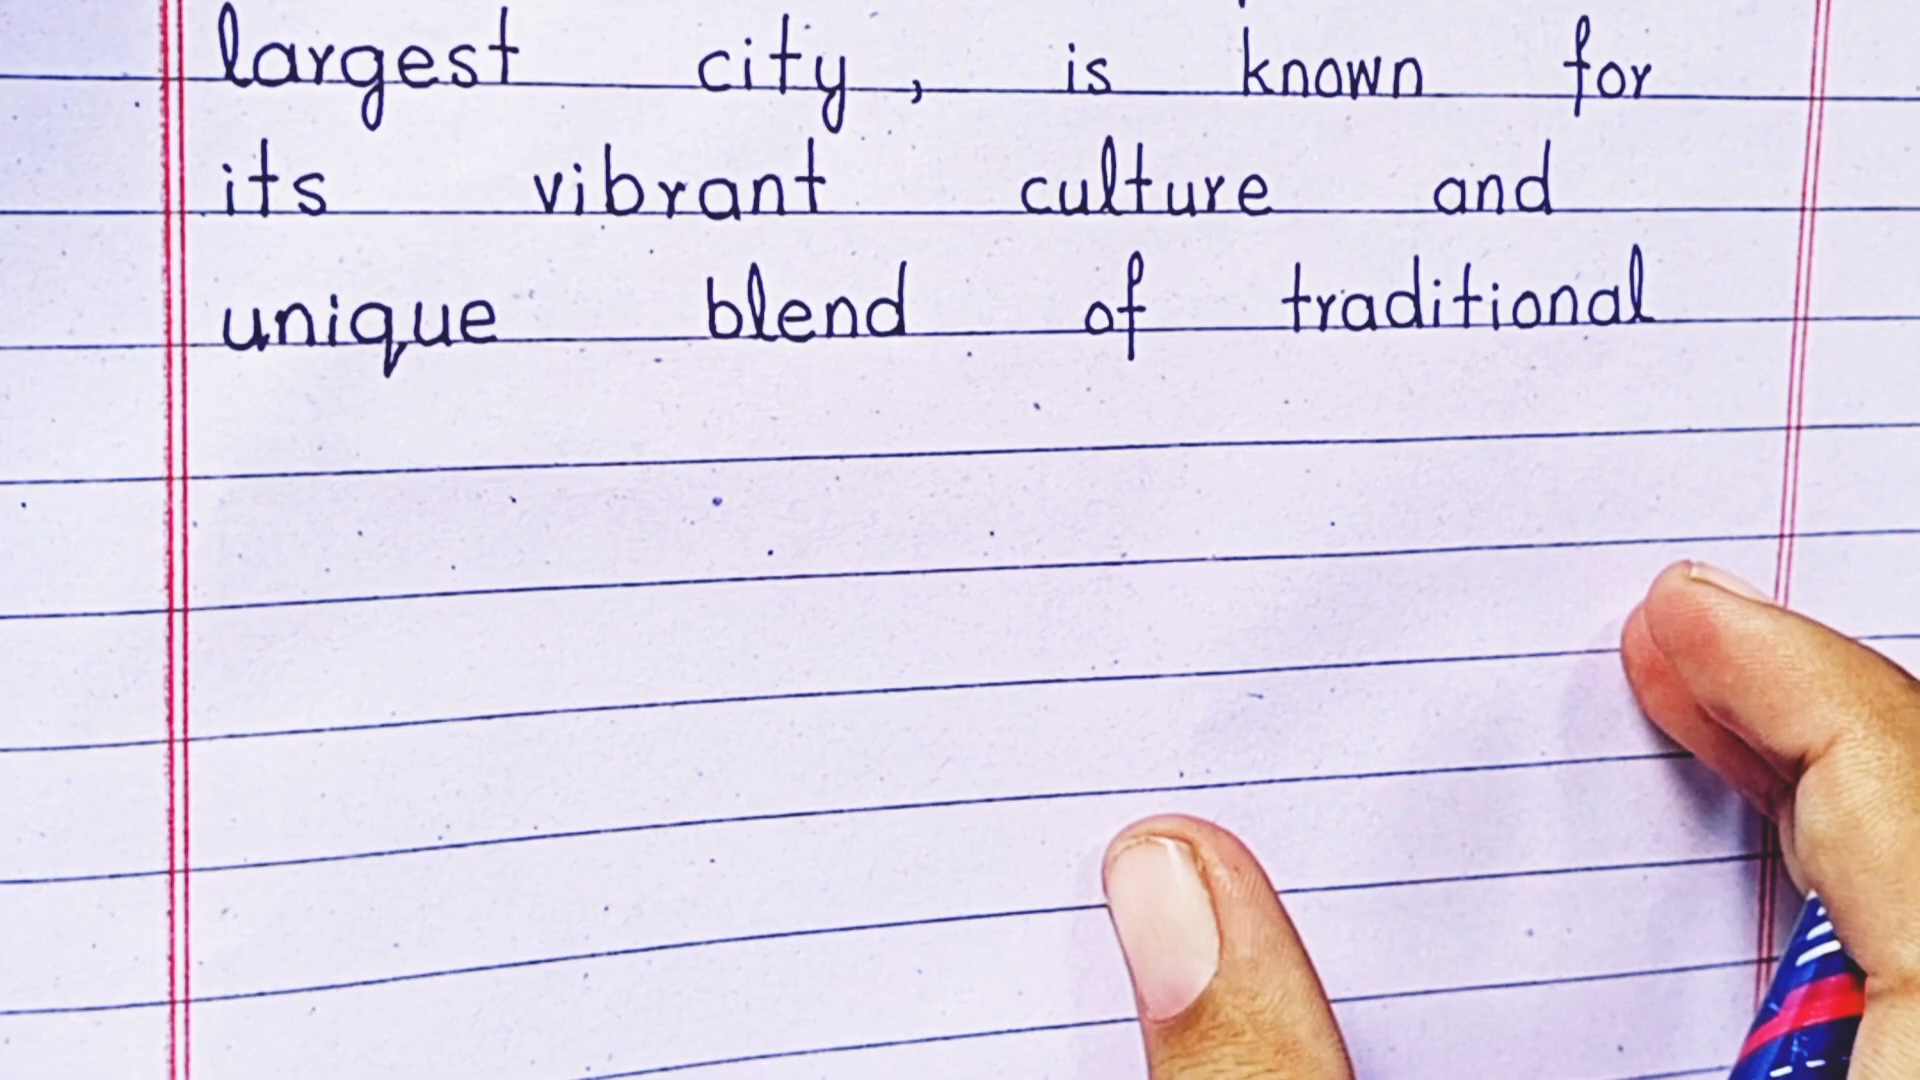 largest city, is known for
its vibrant culture and
unique blend of traditional